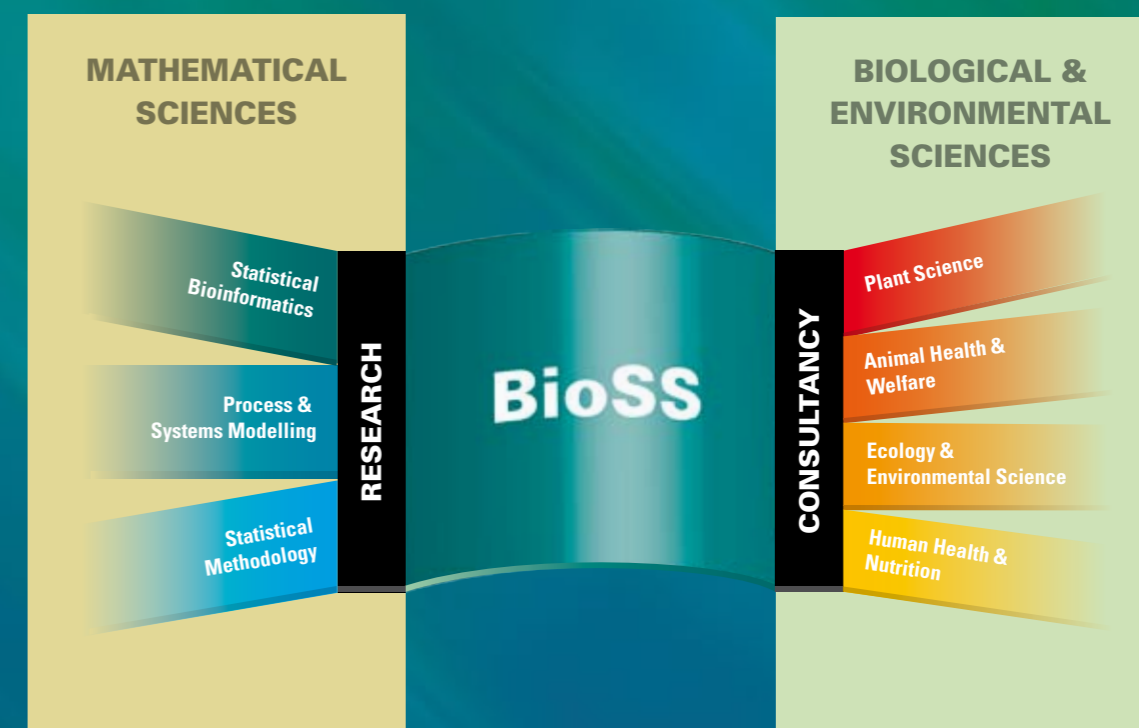 MATHEMATICAL
SCIENCES
Statistical
Bioinformatics
Process &
Systems Modelling
Statistical
Methodology
RESEARCH
BioSS
CONSULTANCY
BIOLOGICAL &
ENVIRONMENTAL
SCIENCES
Plant Science
Animal Health &
Welfare
Ecology &
Environmental Science
Human Health &
Nutrition